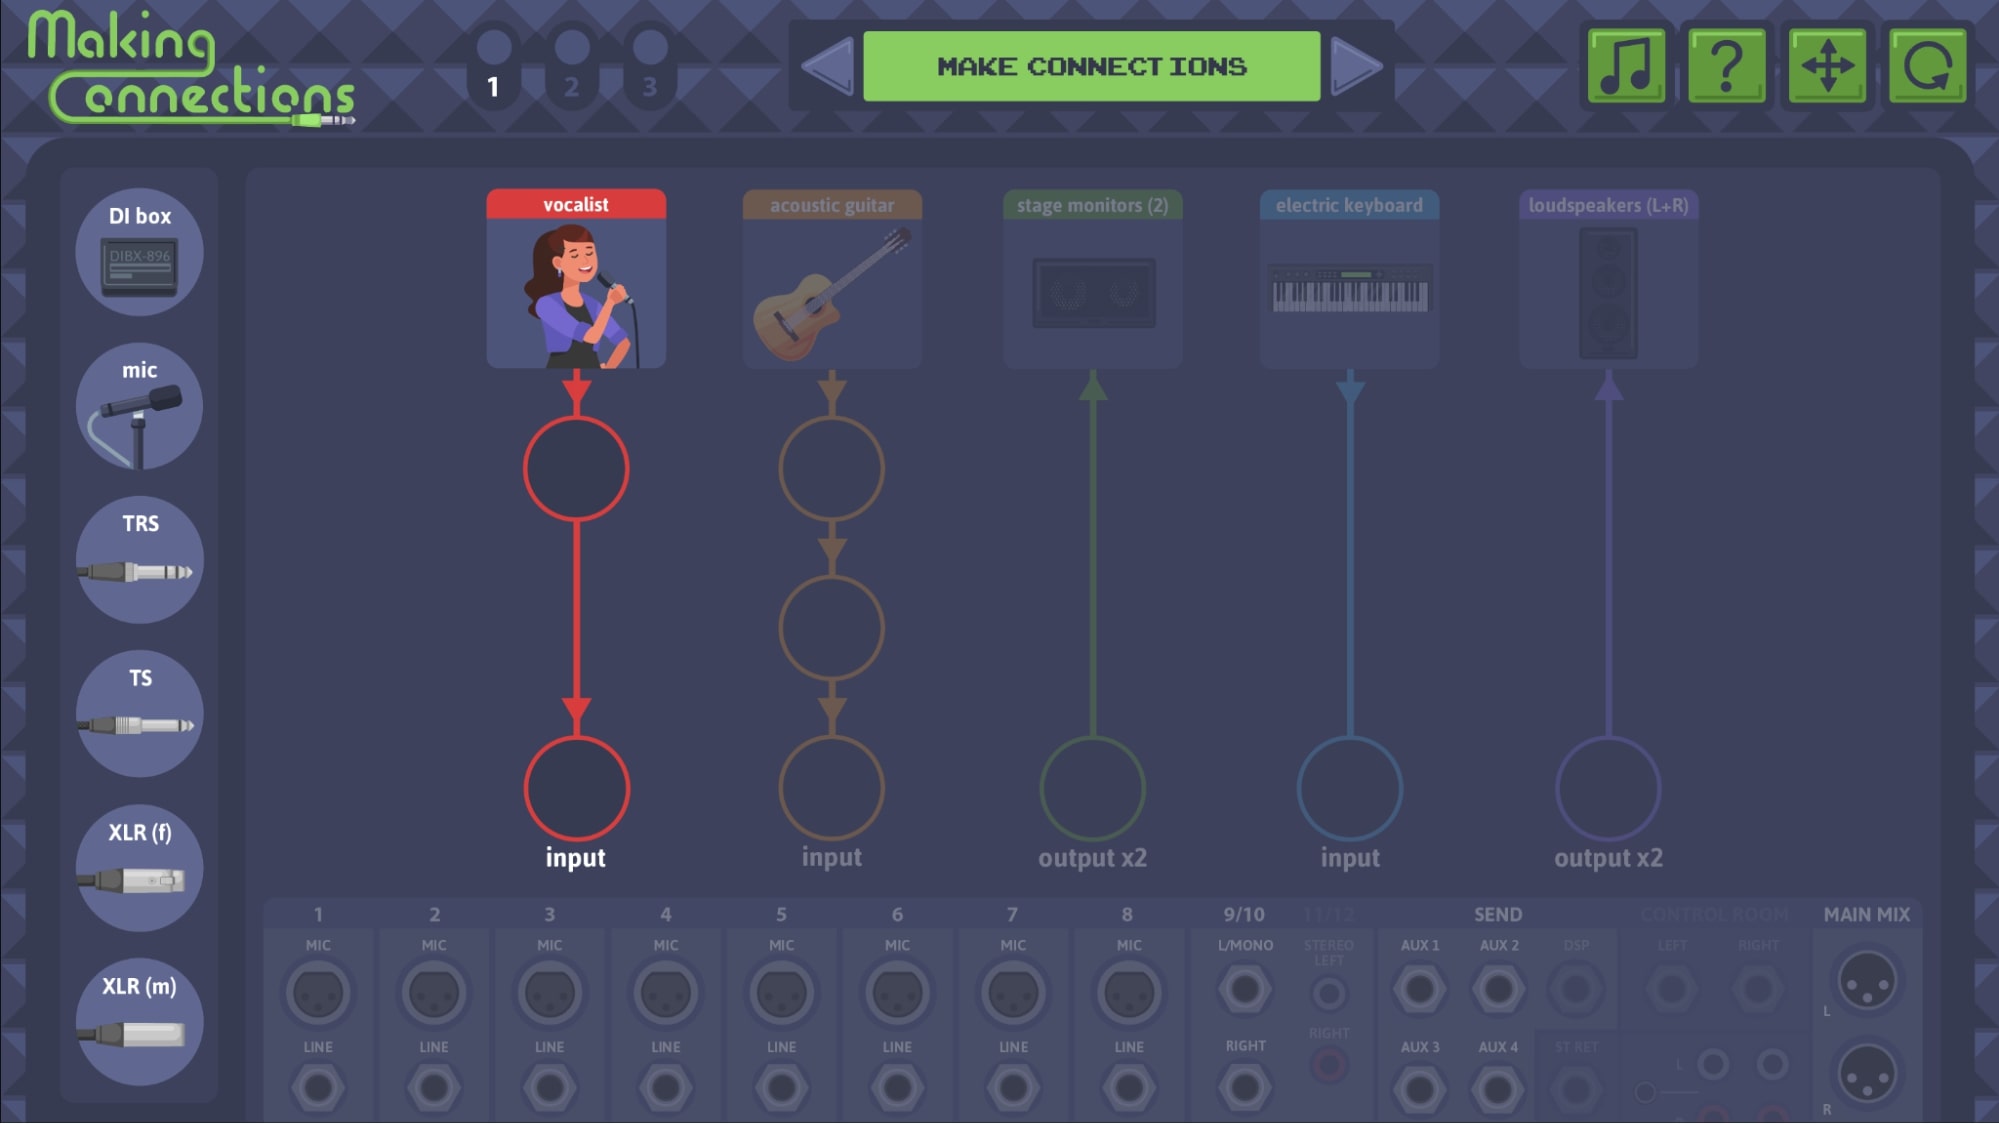 Making
Connections
1 2 3
MAKE CONNECTIONS
?
DI box
DIBX-896
mic
TRS
TS
XLR (f)
XLR (m)
vocalist
acoustic guitar
stage monitors (2)
electric keyboard
loudspeakers (L+R)
input
input
output x2
input
output x2
1 2 3 4 5 6 7 8 9/10 11/12 SEND CONTROL ROOM MAIN MIX
MIC MIC MIC MIC MIC MIC MIC MIC L/MONO STEREO LEFT AUX 1 AUX 2 DSP LEFT RIGHT
L
LINE LINE LINE LINE LINE LINE LINE LINE RIGHT RIGHT AUX 3 AUX 4 ST RET
L
R